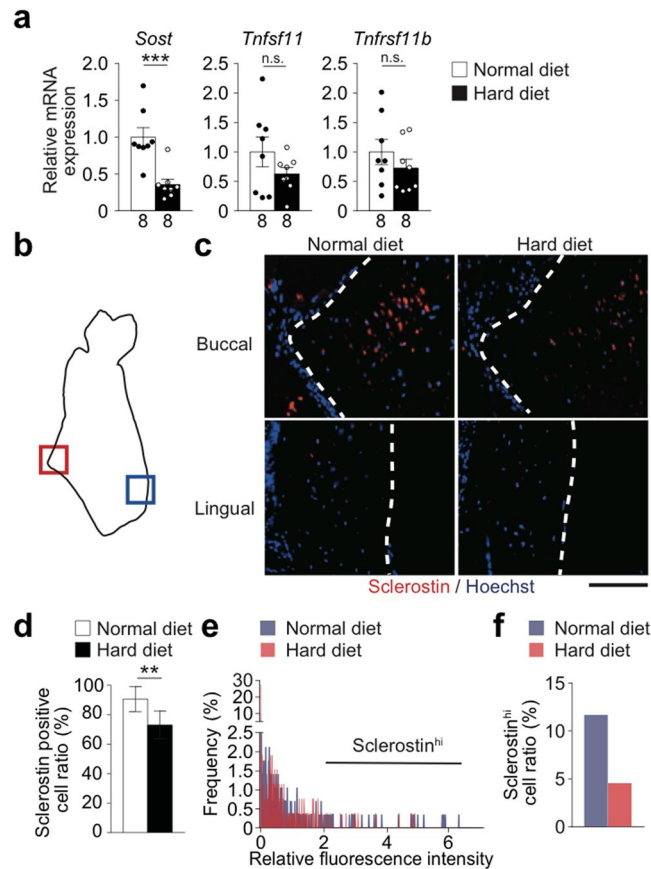 a
Sost
Tnfsf11
Tnfrsf11b
Relative mRNA
expression
2.0
1.5
1.0
0.5
0
***
8 8
2.0
1.5
1.0
0.5
0
n.s.
8 8
2.0
1.5
1.0
0.5
0
n.s.
8 8
Normal diet
Hard diet
b
c
Normal diet
Hard diet
Buccal
Lingual
Sclerostin / Hoechst
d
Normal diet
Hard diet
**
Sclerostin positive
cell ratio (%)
100
80
60
40
20
0
e
Normal diet
Hard diet
Frequency (%)
30
20
10
2.5
2.0
1.5
1.0
0.5
0
Sclerostinhi
0 2 4 6
Relative fluorescence intensity
f
Normal diet
Hard diet
Sclerostinhi
cell ratio (%)
15
10
5
0